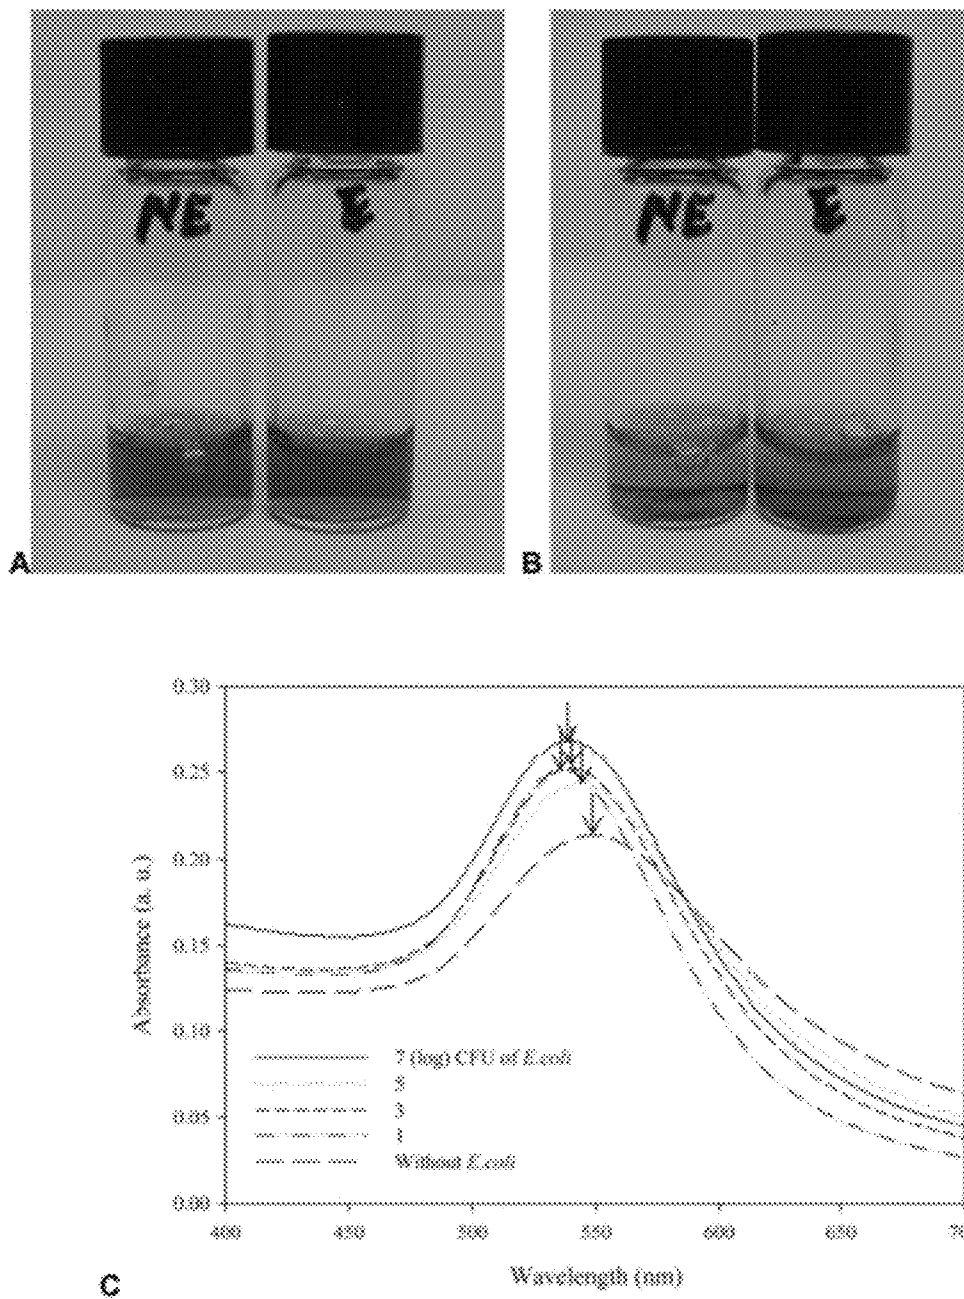 NE E
NE E
A
B
0.30
0.25
0.20
0.15
0.10
0.05
0.00
Absorbance (a. u.)
7 (log) CFU of E.coli
5
3
1
Without E.coli
400 450 500 550 600 650 70
Wavelength (nm)
C